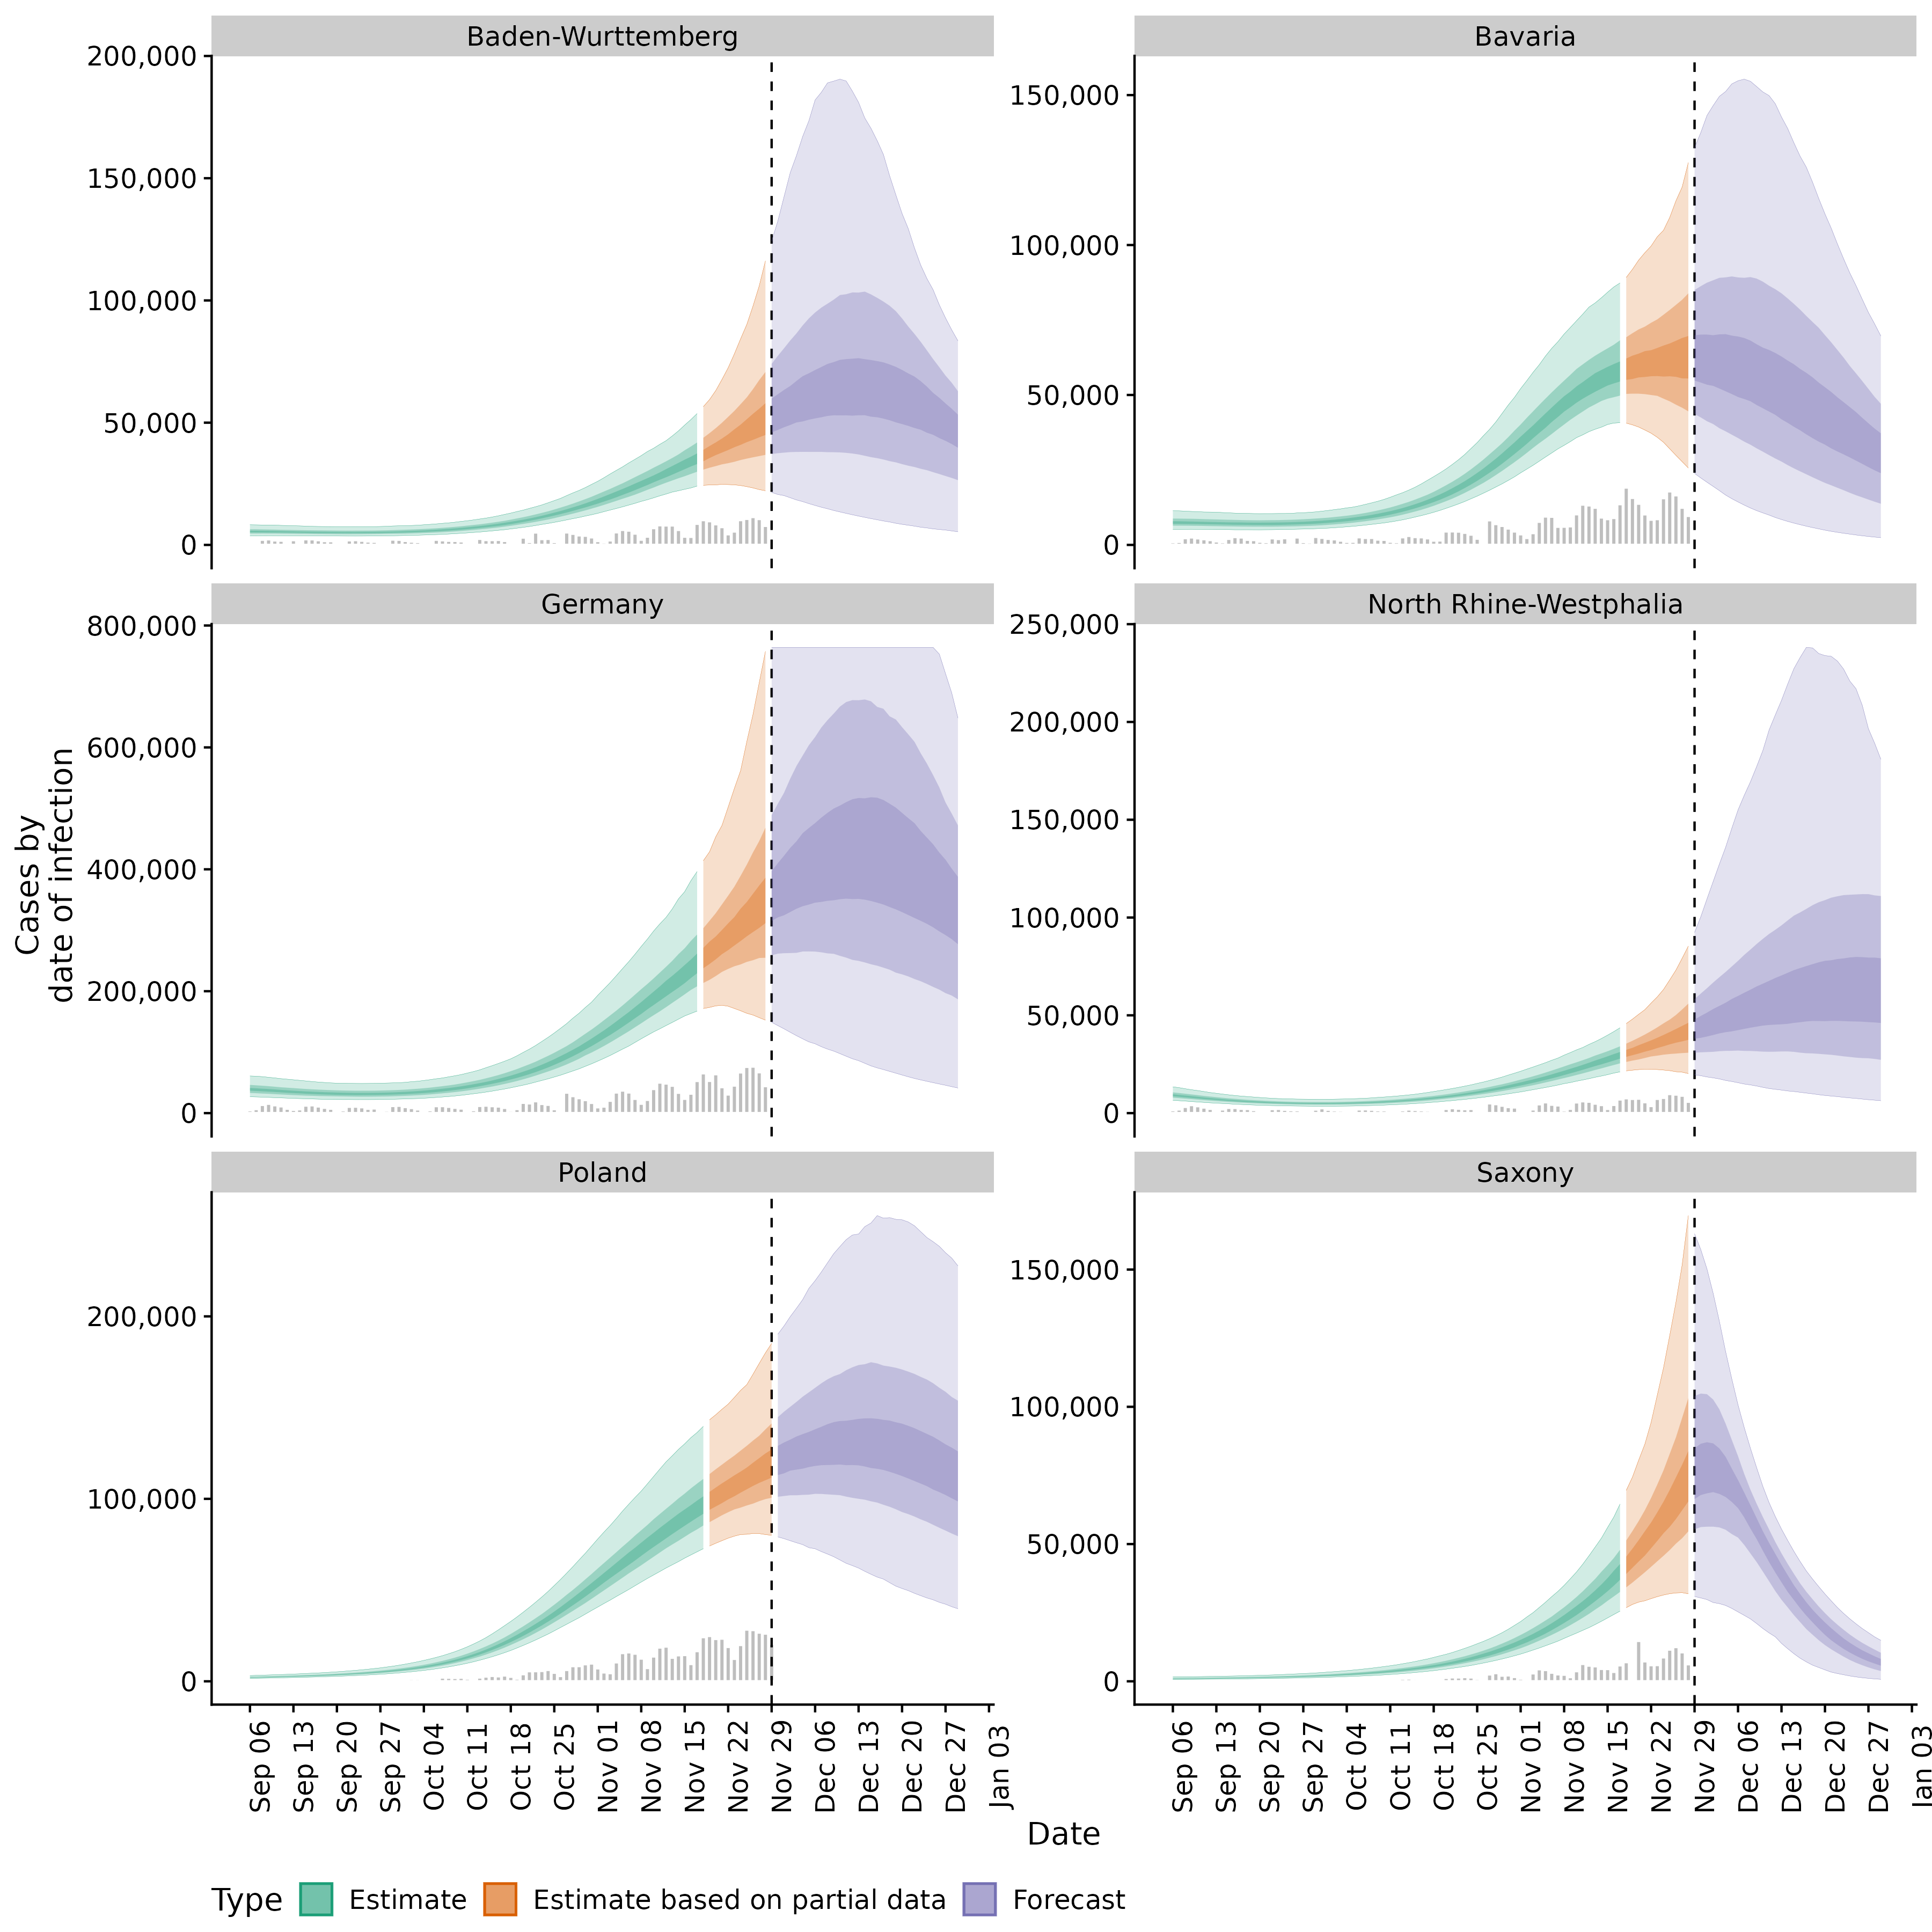 Baden-Wurttemberg
200,000
150,000
100,000
50,000
0
Bavaria
150,000
100,000
50,000
0
Germany
800,000
600,000
400,000
200,000
0
North Rhine-Westphalia
250,000
200,000
150,000
100,000
50,000
0
Cases by
date of infection
Poland
200,000
100,000
0
Saxony
150,000
100,000
50,000
0
Sep 06
Sep 13
Sep 20
Sep 27
Oct 04
Oct 11
Oct 18
Oct 25
Nov 01
Nov 08
Nov 15
Nov 22
Nov 29
Dec 06
Dec 13
Dec 20
Dec 27
Jan 03
Sep 06
Sep 13
Sep 20
Sep 27
Oct 04
Oct 11
Oct 18
Oct 25
Nov 01
Nov 08
Nov 15
Nov 22
Nov 29
Dec 06
Dec 13
Dec 20
Dec 27
Jan 03
Date
Type Estimate Estimate based on partial data Forecast